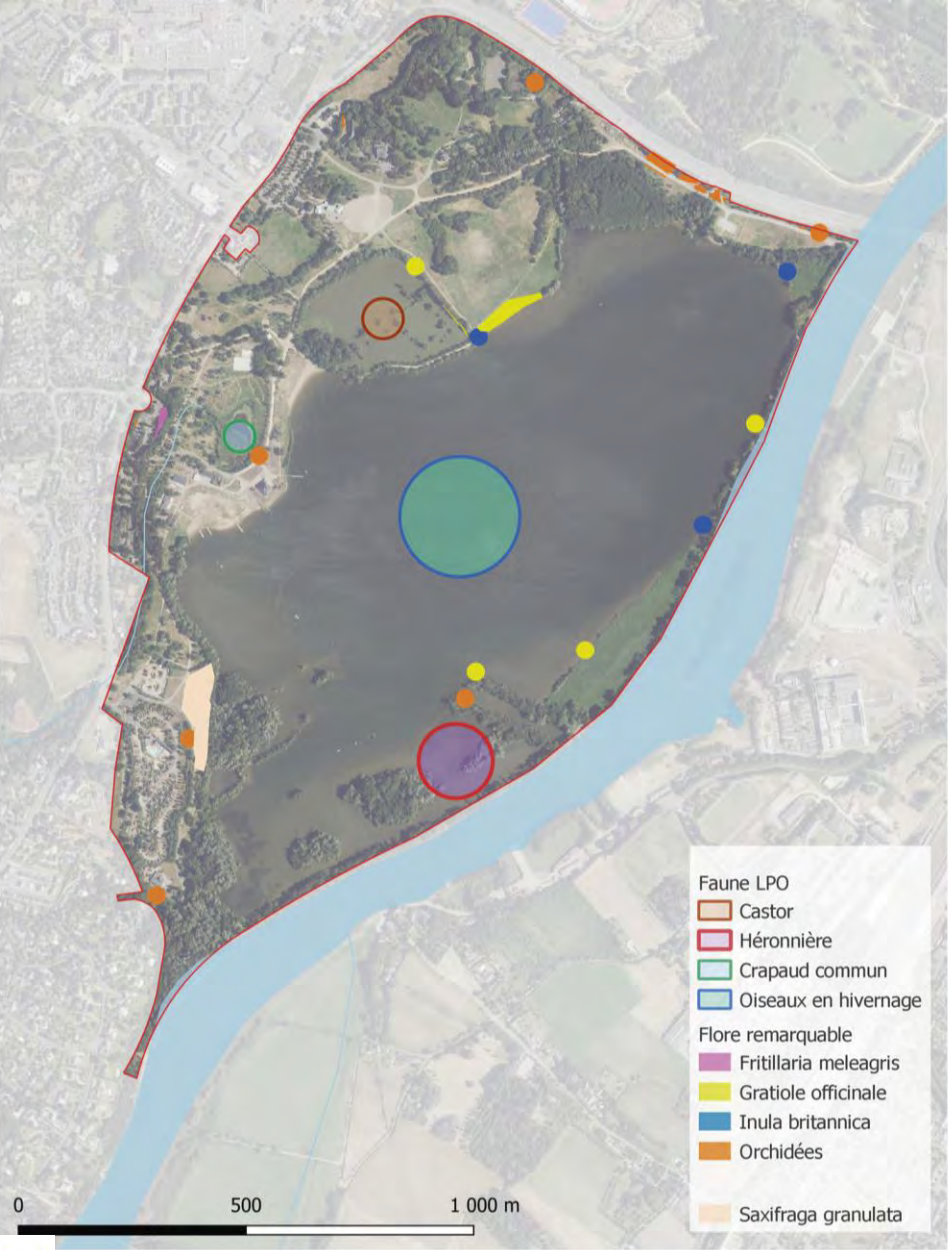 Faune LPO
Castor
Héronnière
Crapaud commun
Oiseaux en hivernage
Flore remarquable
Fritillaria meleagris
Gratiole officinale
Inula britannica
Orchidées
Saxifraga granulata
0 500 1 000 m